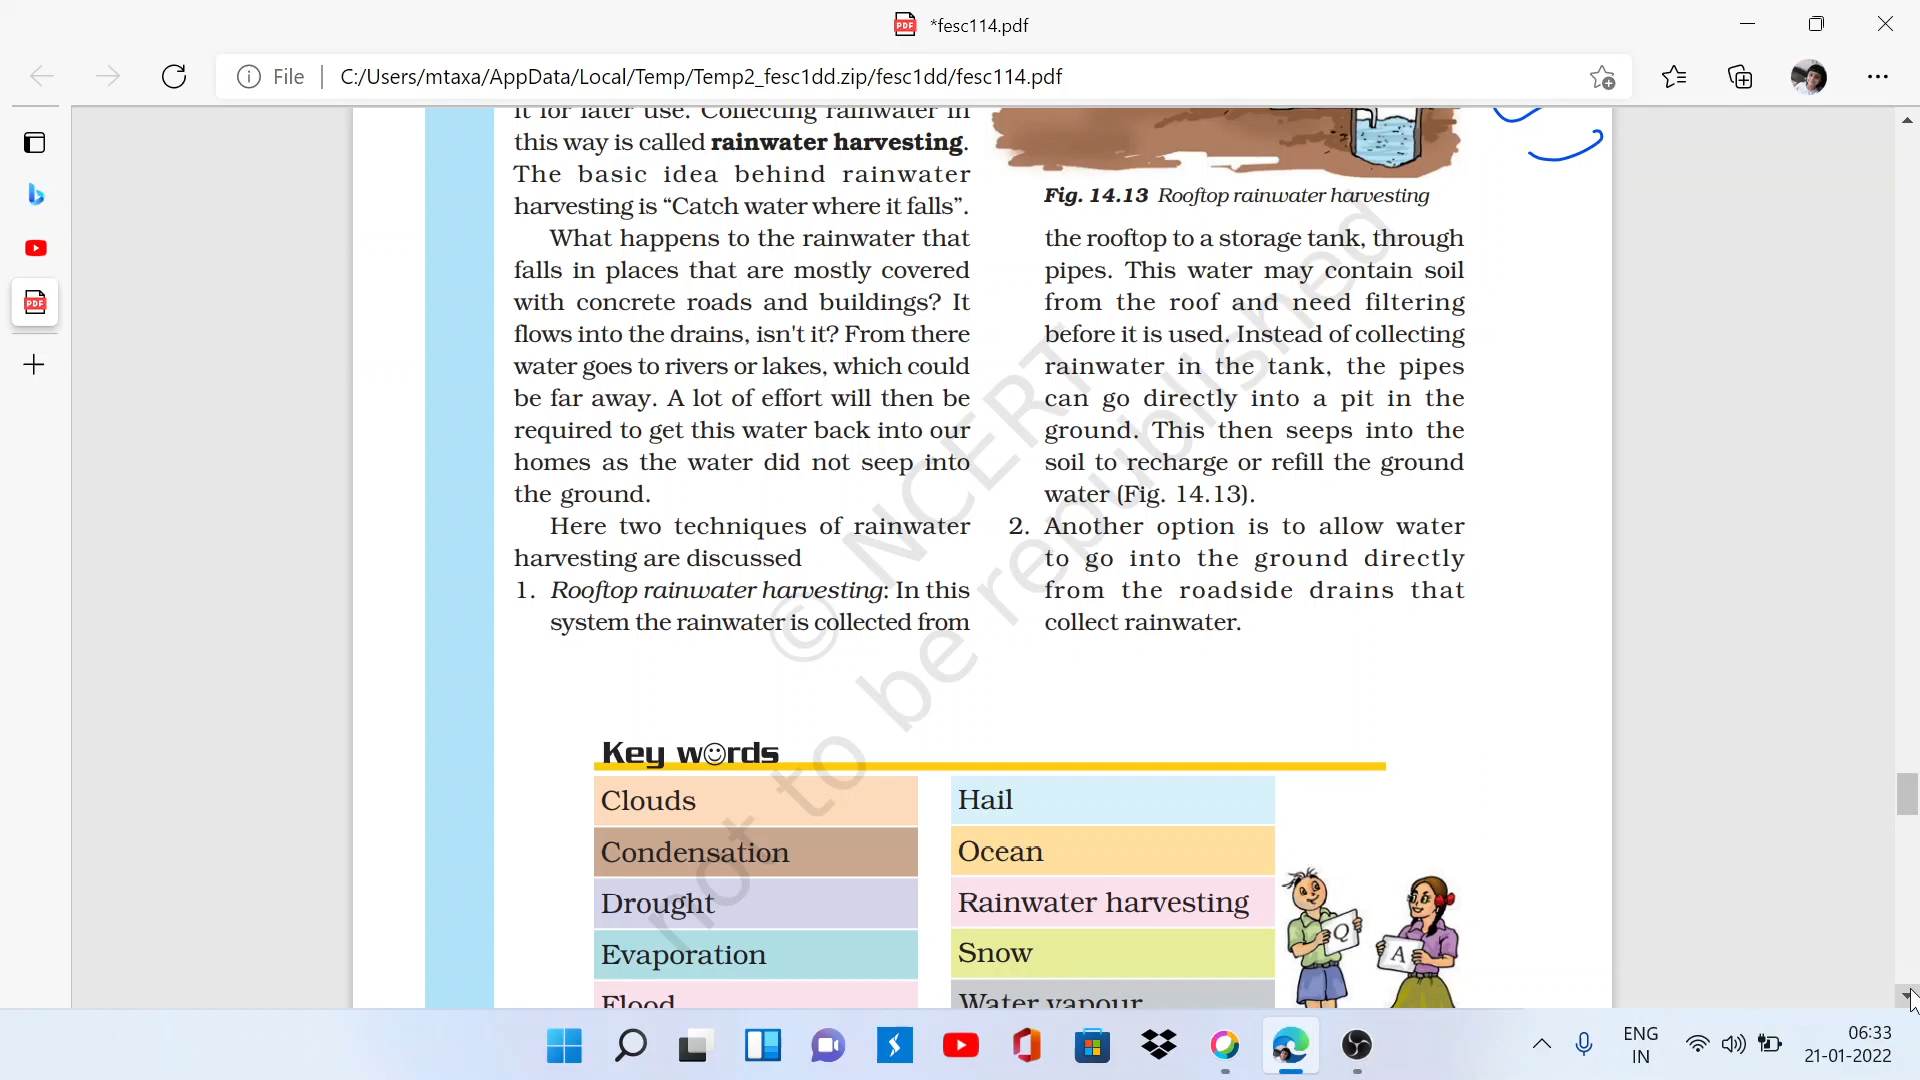 *fesc114.pdf
File
C:/Users/mtaxa/AppData/Local/Temp/Temp2_fesc1dd.zip/fesc1dd/fesc114.pdf
it for later use. Collecting rainwater in
this way is called rainwater harvesting.
The basic idea behind rainwater
harvesting is “Catch water where it falls”.
What happens to the rainwater that
falls in places that are mostly covered
with concrete roads and buildings? It
flows into the drains, isn't it? From there
water goes to rivers or lakes, which could
be far away. A lot of effort will then be
required to get this water back into our
homes as the water did not seep into
the ground.
Here two techniques of rainwater
harvesting are discussed
1. Rooftop rainwater harvesting: In this
system the rainwater is collected from
Fig. 14.13 Rooftop rainwater harvesting
the rooftop to a storage tank, through
pipes. This water may contain soil
from the roof and need filtering
before it is used. Instead of collecting
rainwater in the tank, the pipes
can go directly into a pit in the
ground. This then seeps into the
soil to recharge or refill the ground
water (Fig. 14.13).
2. Another option is to allow water
to go into the ground directly
from the roadside drains that
collect rainwater.
© NCERT
not to be republished
Key words
Clouds
Condensation
Drought
Evaporation
Flood
Hail
Ocean
Rainwater harvesting
Snow
Water vapour
Q
A
ENG
IN
06:33
21-01-2022